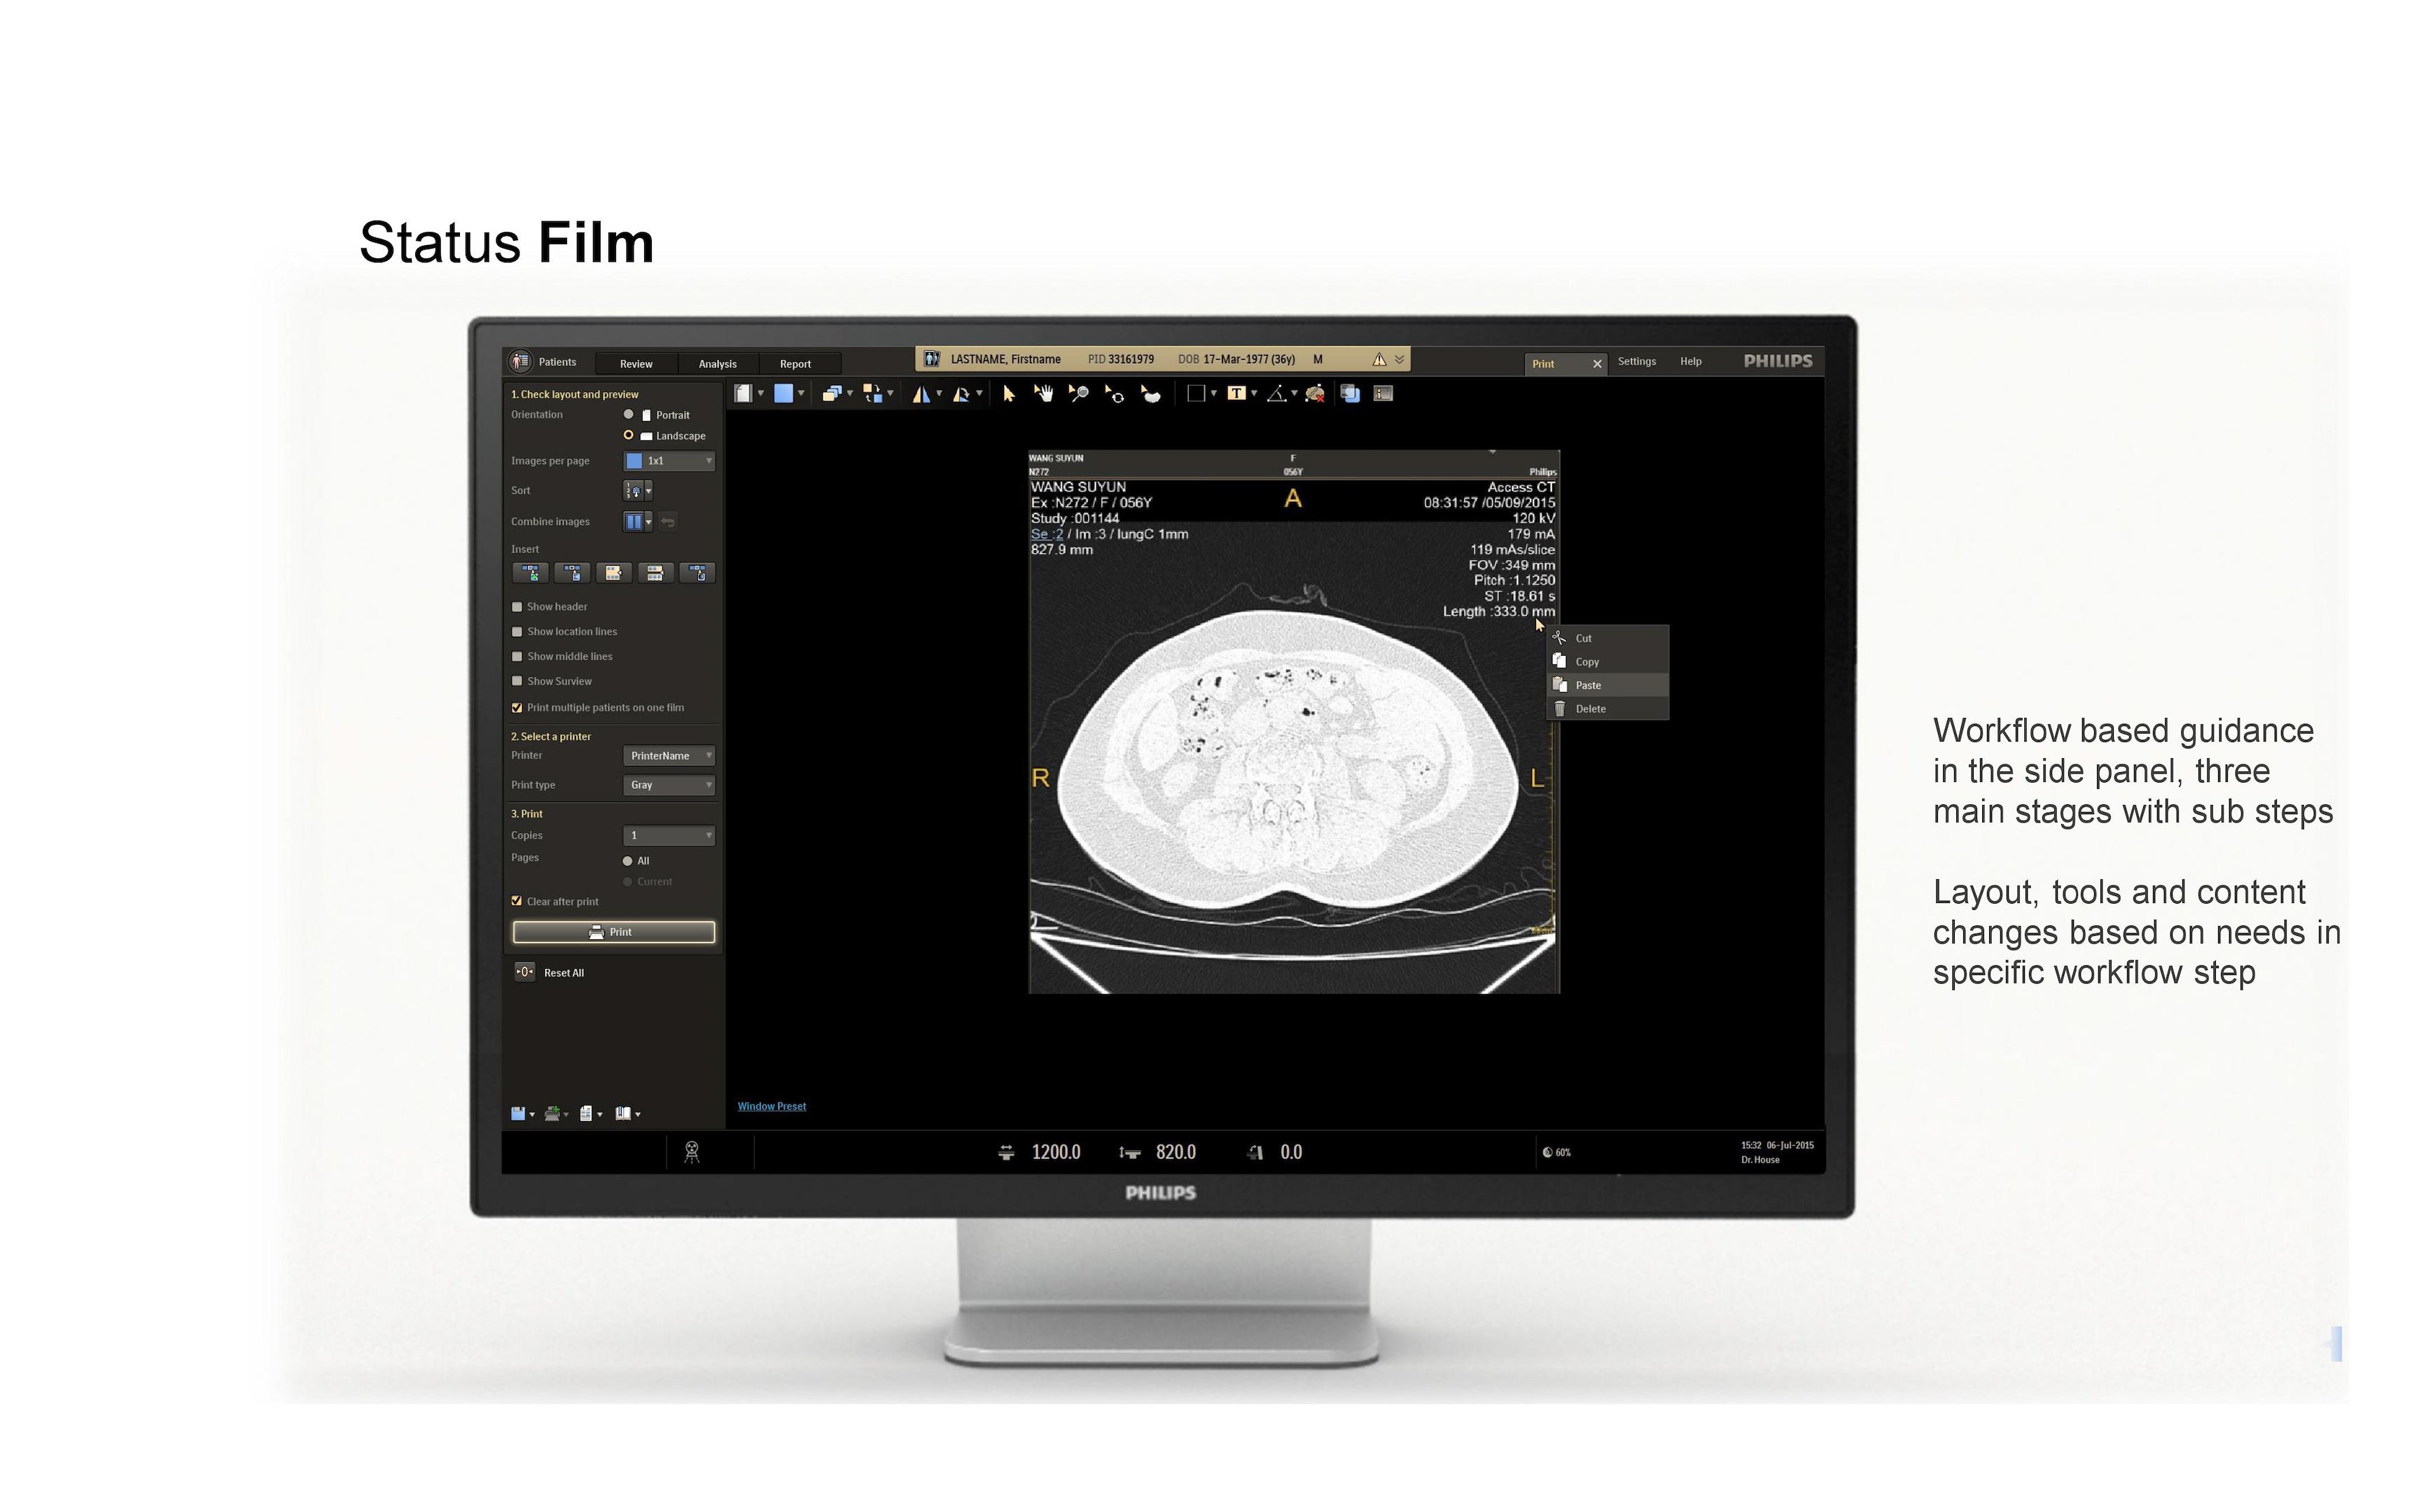 Status Film
Patients
Review
Analysis
Report
LASTNAME, Firstname PID 33161979 DOB 17-Mar-1977 (36y) M
Print
Settings
Help
PHILIPS
1. Check layout and preview
Orientation
Portrait
Landscape
Images per page
1x1
Sort
Combine images
Insert
Show header
Show location lines
Show middle lines
Show Surview
Print multiple patients on one film
2. Select a printer
Printer
PrinterName
Print type
Gray
3. Print
Copies
1
Pages
All
Current
Clear after print
Print
Reset All
T
WANG SUYUN
F
N272
056Y
Philips
WANG SUYUN
Ex :N272 / F / 056Y
Study :001144
Se :2 / Im :3 / lungC 1mm
827.9 mm
A
Access CT
08:31:57 /05/09/2015
120 kV
179 mA
119 mAs/slice
FOV :349 mm
Pitch :1.1250
ST :18.61 s
Length :333.0 mm
R
L
Cut
Copy
Paste
Delete
Window Preset
1200.0
820.0
0.0
60%
15:32 06-Jul-2015
Dr. House
PHILIPS
Workflow based guidance
in the side panel, three
main stages with sub steps
Layout, tools and content
changes based on needs in
specific workflow step